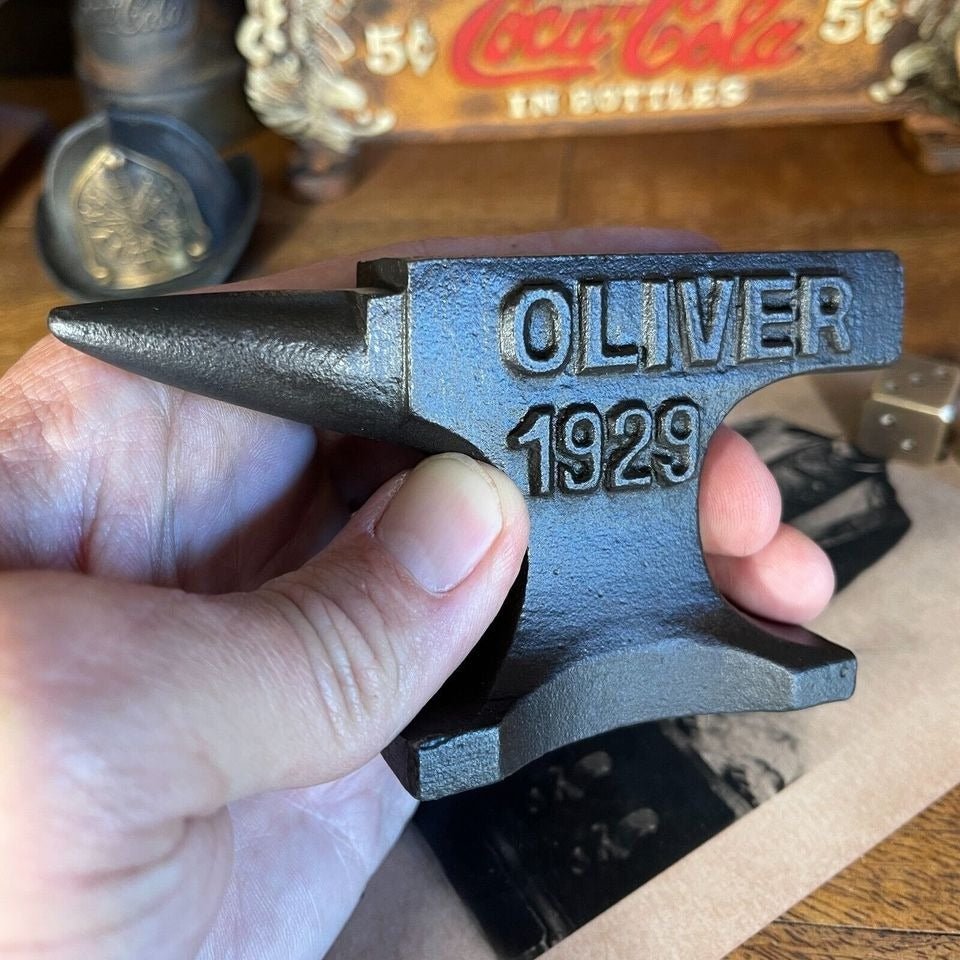 5¢ Coca-Cola 5¢
IN BOTTLES
OLIVER
1929